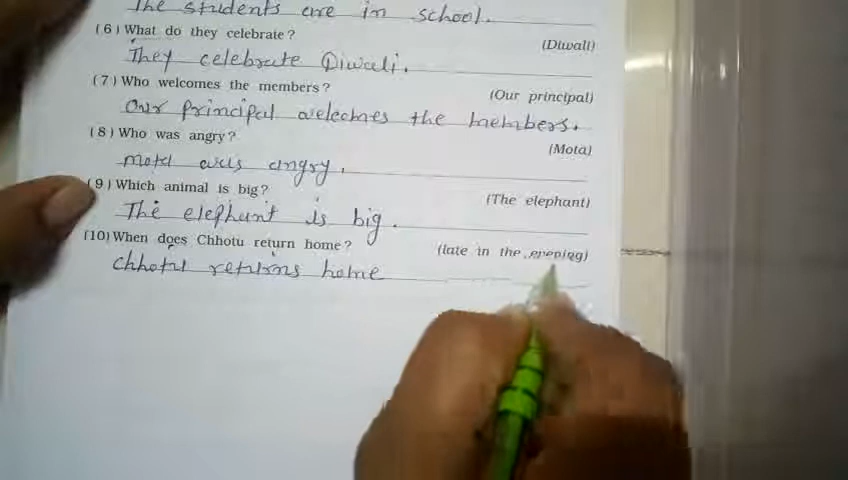 The students are in school.
(6) What do they celebrate? (Diwali)
They celebrate Diwali.
(7) Who welcomes the members? (Our principal)
Our principal welcomes the members.
(8) Who was angry? (Mota)
Mota was angry.
(9) Which animal is big? (The elephant)
The elephant is big.
(10) When does Chhotu return home? (late in the evening)
Chhotu returns home